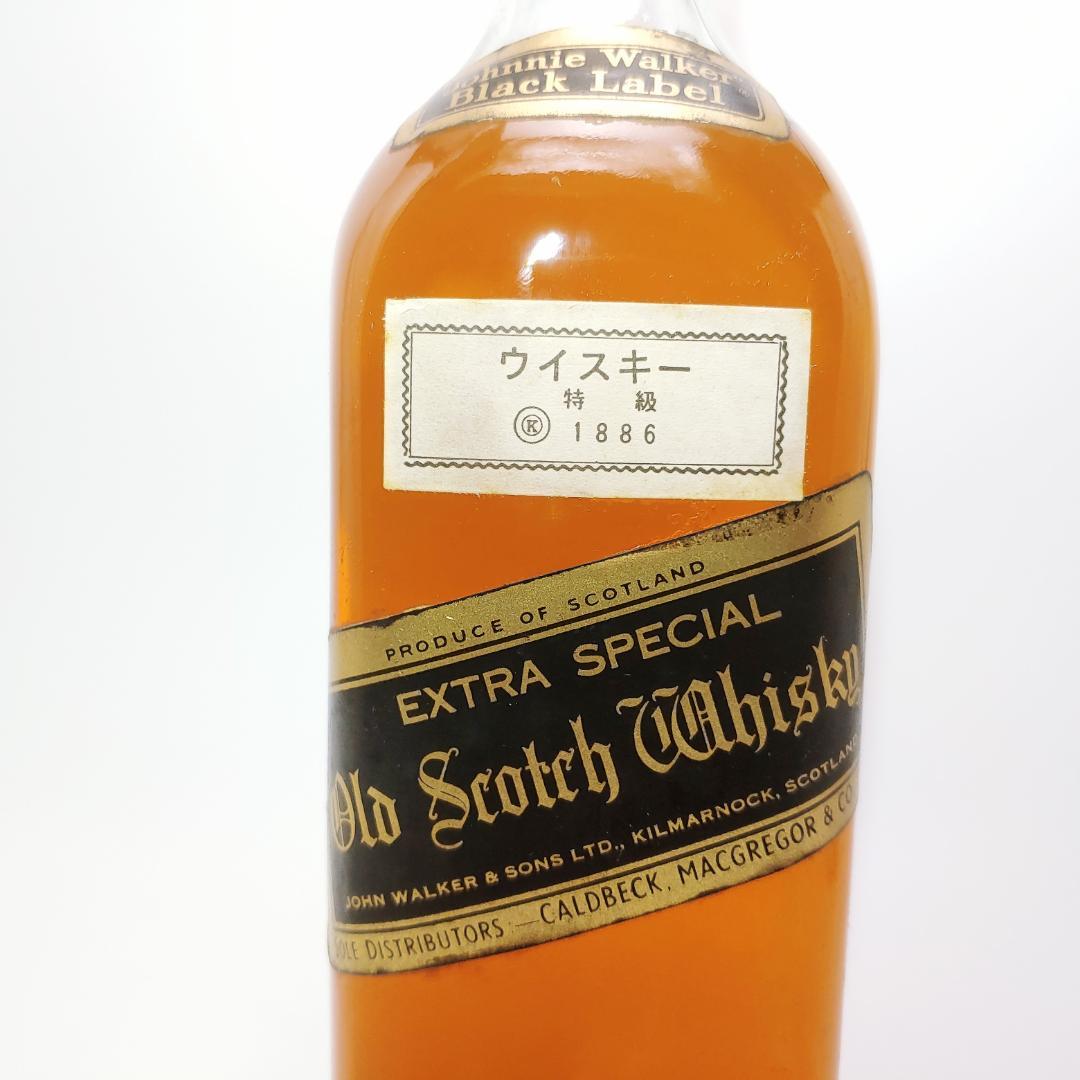 Johnnie Walker
Black Label
ウイスキー
特 級
Ⓚ 1886
PRODUCE OF SCOTLAND
EXTRA SPECIAL
Old Scotch Whisky
JOHN WALKER & SONS LTD., KILMARNOCK, SCOTLAND
SOLE DISTRIBUTORS — CALDBECK, MACGREGOR & CO